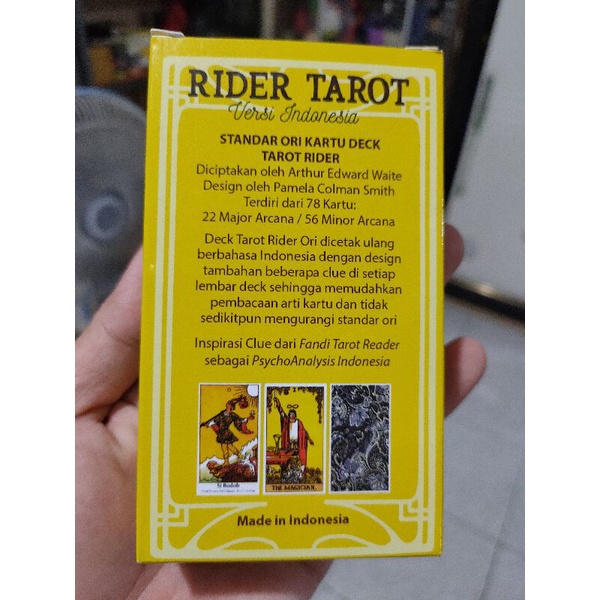 RIDER TAROT
Versi Indonesia
STANDAR ORI KARTU DECK
TAROT RIDER
Diciptakan oleh Arthur Edward Waite
Design oleh Pamela Colman Smith
Terdiri dari 78 Kartu:
22 Major Arcana / 56 Minor Arcana
Deck Tarot Rider Ori dicetak ulang
berbahasa Indonesia dengan design
tambahan beberapa clue di setiap
lembar deck sehingga memudahkan
pembacaan arti kartu dan tidak
sedikitpun mengurangi standar ori
Inspirasi Clue dari Fandi Tarot Reader
sebagai PsychoAnalysis Indonesia
Si Bodoh
THE MAGICIAN.
Made in Indonesia